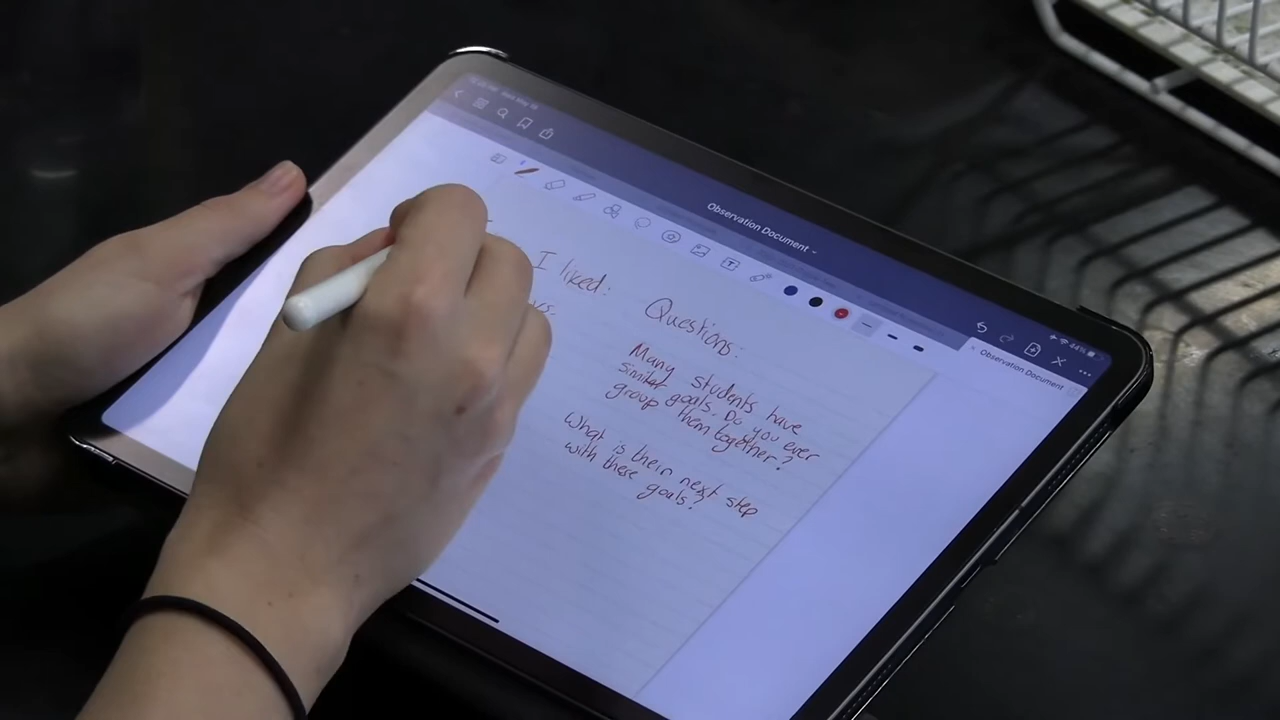 Observation Document
44%
Observation Document
I liked:
Questions:
Many students have
similar goals. Do you ever
group them together?
What is their next step
with these goals?